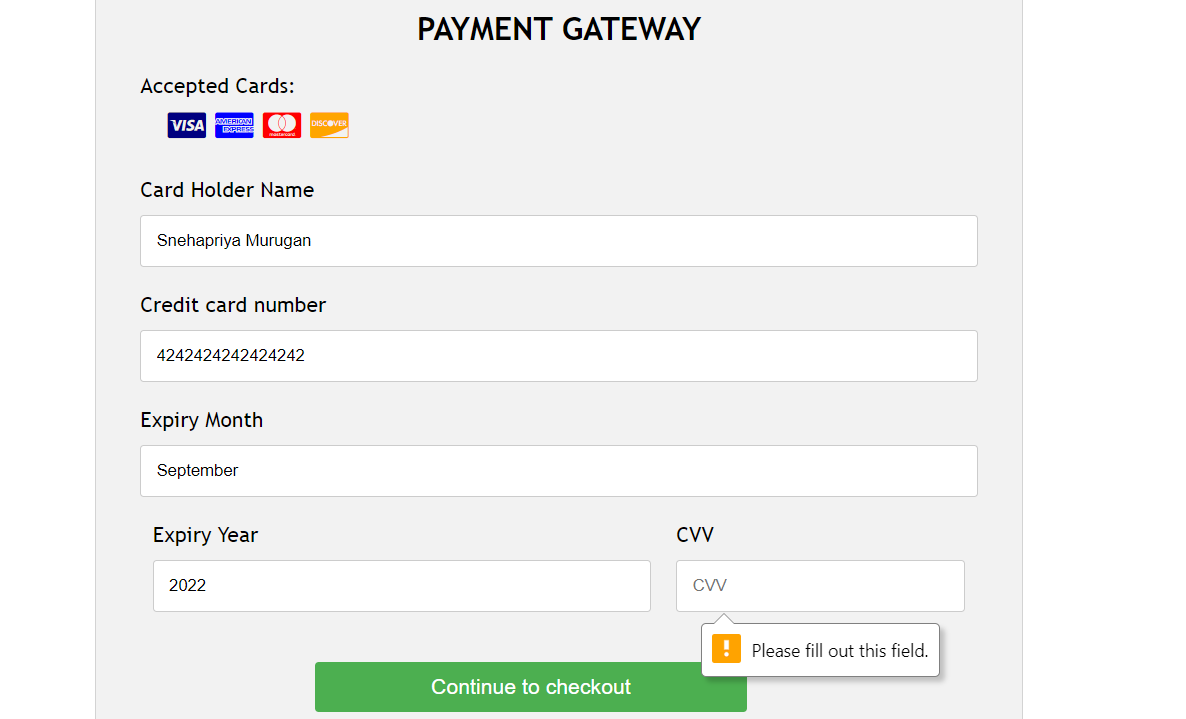 PAYMENT GATEWAY
Accepted Cards:
VISA AMERICAN EXPRESS mastercard DISCOVER
Card Holder Name
Snehapriya Murugan
Credit card number
4242424242424242
Expiry Month
September
Expiry Year CVV
2022 CVV
Please fill out this field.
Continue to checkout